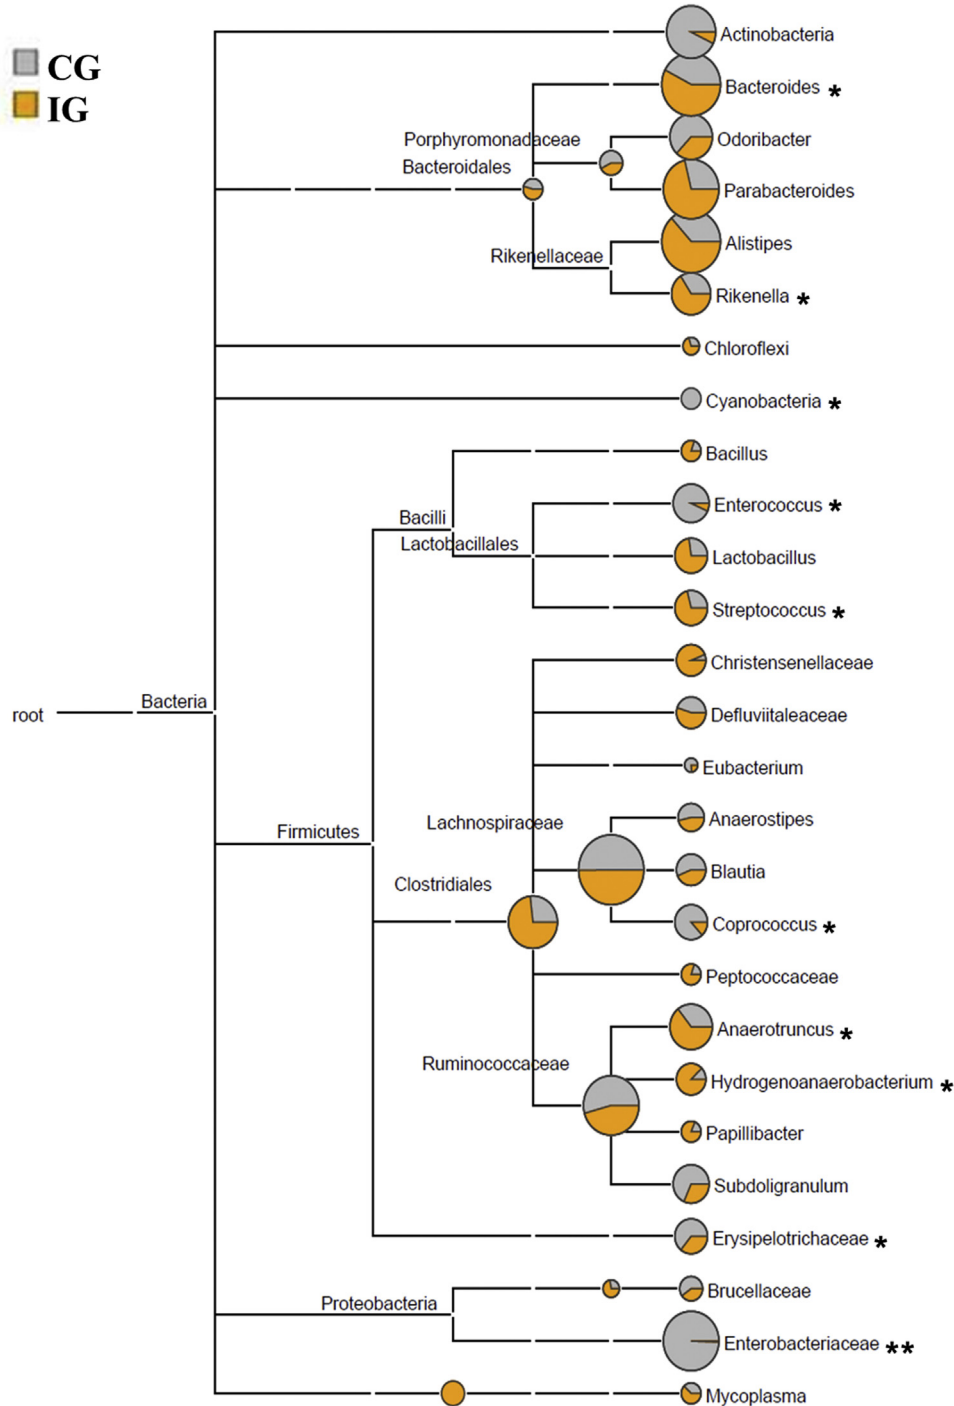 CG
IG
Actinobacteria
Bacteroides *
Porphyromonadaceae
Odoribacter
Bacteroidales
Parabacteroides
Alistipes
Rikenellaceae
Rikenella *
Chloroflexi
Cyanobacteria *
Bacillus
Enterococcus *
Bacilli
Lactobacillales
Lactobacillus
Streptococcus *
Christensenellaceae
root
Bacteria
Defluviitaleaceae
Eubacterium
Lachnospiraceae
Anaerostipes
Firmicutes
Blautia
Clostridiales
Coprococcus *
Peptococcaceae
Anaerotruncus *
Ruminococcaceae
Hydrogenoanaerobacterium *
Papillibacter
Subdoligranulum
Erysipelotrichaceae *
Brucellaceae
Proteobacteria
Enterobacteriaceae **
Mycoplasma